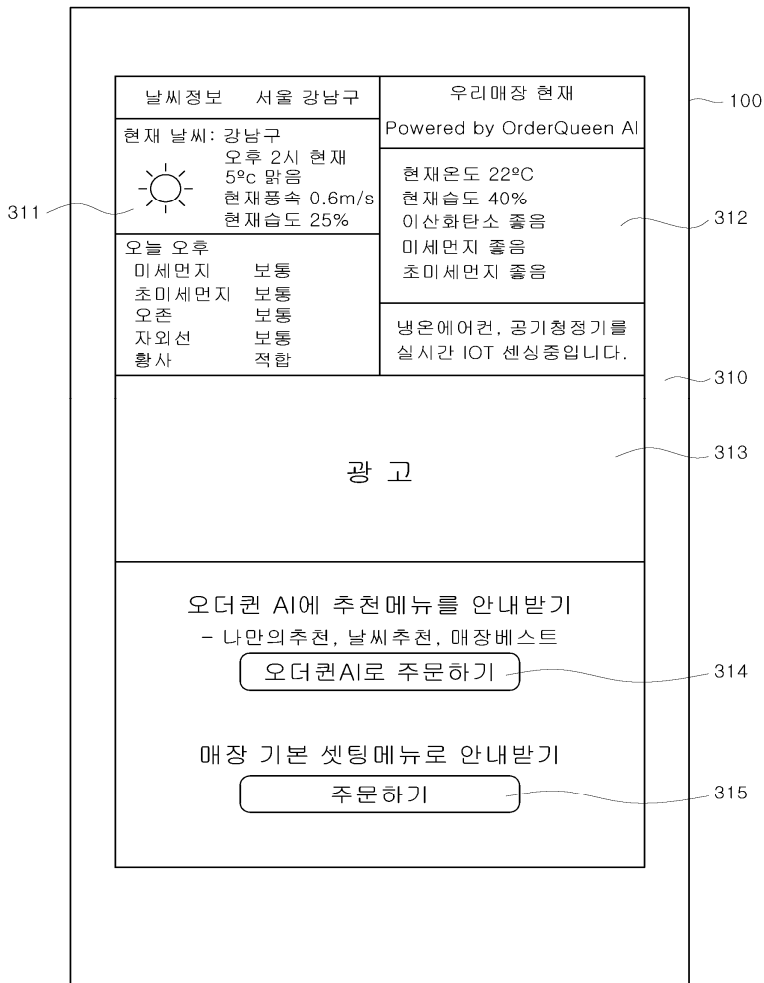 날씨정보 서울 강남구
현재 날씨: 강남구
오후 2시 현재
5ºc 맑음
현재풍속 0.6m/s
현재습도 25%
오늘 오후
미세먼지 보통
초미세먼지 보통
오존 보통
자외선 보통
황사 적합
우리매장 현재
Powered by OrderQueen AI
현재온도 22ºC
현재습도 40%
이산화탄소 좋음
미세먼지 좋음
초미세먼지 좋음
냉온에어컨, 공기청정기를
실시간 IOT 센싱중입니다.
광 고
오더퀸 AI에 추천메뉴를 안내받기
- 나만의추천, 날씨추천, 매장베스트
오더퀸AI로 주문하기
매장 기본 셋팅메뉴로 안내받기
주문하기
100
311
312
310
313
314
315